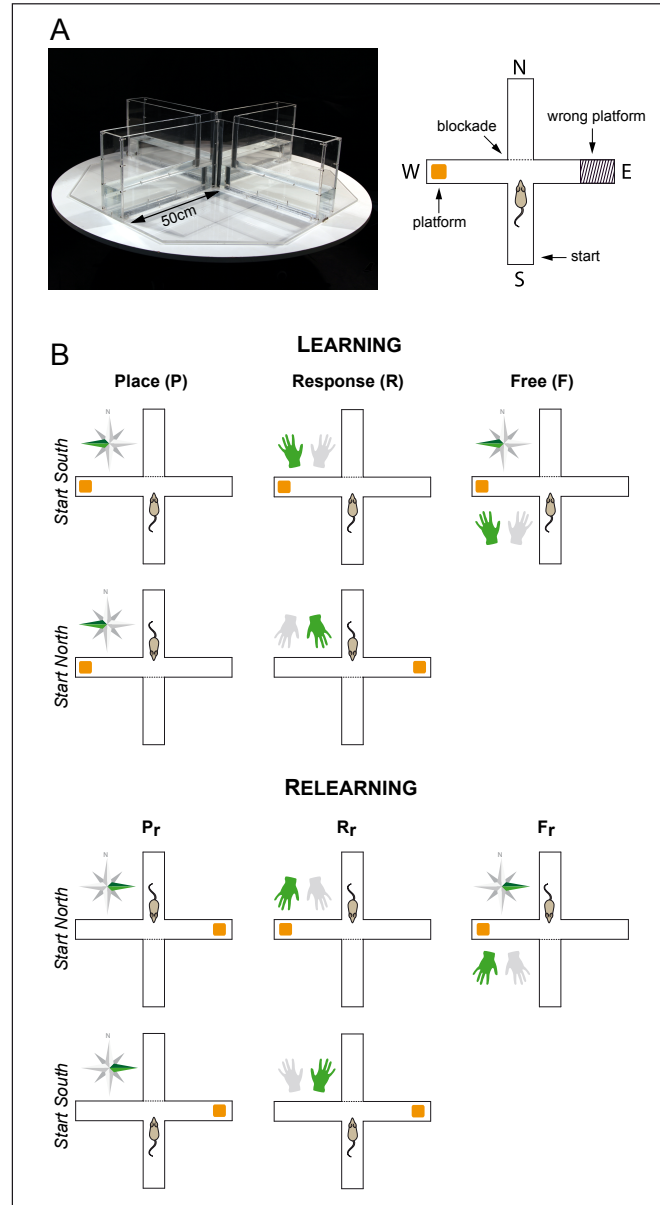 A
50cm
N
blockade
wrong platform
W
E
platform
start
S
B
LEARNING
Place (P)
Response (R)
Free (F)
Start South
N
N
Start North
N
RELEARNING
Pr
Rr
Fr
Start North
N
N
Start South
N